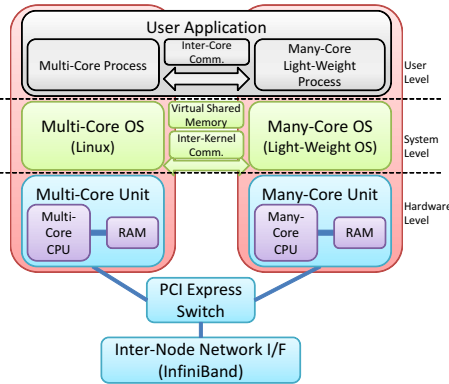 User Application
Multi-Core Process
Inter-Core
Comm.
Many-Core
Light-Weight
Process
User
Level
Multi-Core OS
(Linux)
Virtual Shared
Memory
Inter-Kernel
Comm.
Many-Core OS
(Light-Weight OS)
System
Level
Multi-Core Unit
Multi-
Core
CPU
RAM
Many-Core Unit
Many-
Core
CPU
RAM
Hardware
Level
PCI Express
Switch
Inter-Node Network I/F
(InfiniBand)